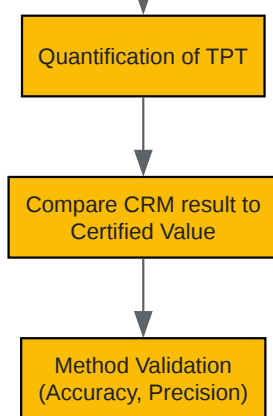 Quantification of TPT
Compare CRM result to
Certified Value
Method Validation
(Accuracy, Precision)